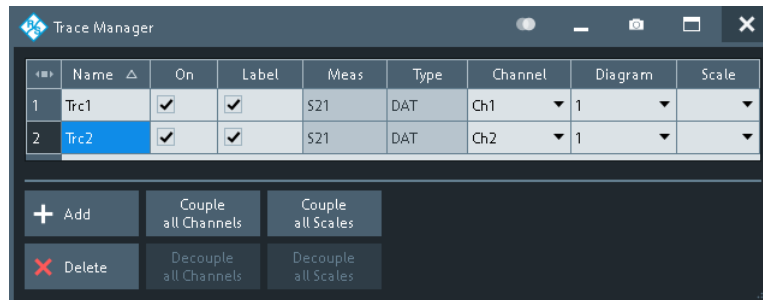 Trace Manager
Name On Label Meas Type Channel Diagram Scale
1 Trc1 S21 DAT Ch1 1
2 Trc2 S21 DAT Ch2 1
Add
Couple
all Channels
Couple
all Scales
Delete
Decouple
all Channels
Decouple
all Scales